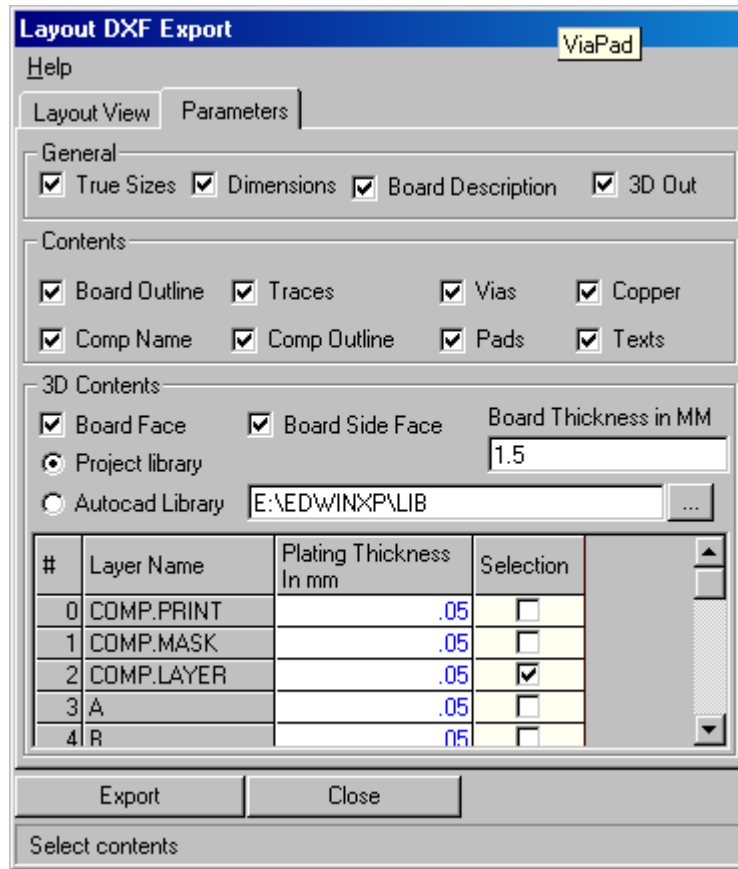 Layout DXF Export
ViaPad
Help
Layout View Parameters
General
True Sizes Dimensions Board Description 3D Out
Contents
Board Outline Traces Vias Copper
Comp Name Comp Outline Pads Texts
3D Contents
Board Face Board Side Face Board Thickness in MM
Project library 1.5
Autocad Library E:\EDWINXP\LIB ...
# Layer Name Plating Thickness In mm Selection
0 COMP.PRINT .05
1 COMP.MASK .05
2 COMP.LAYER .05
3 A .05
4 B .05
Export Close
Select contents